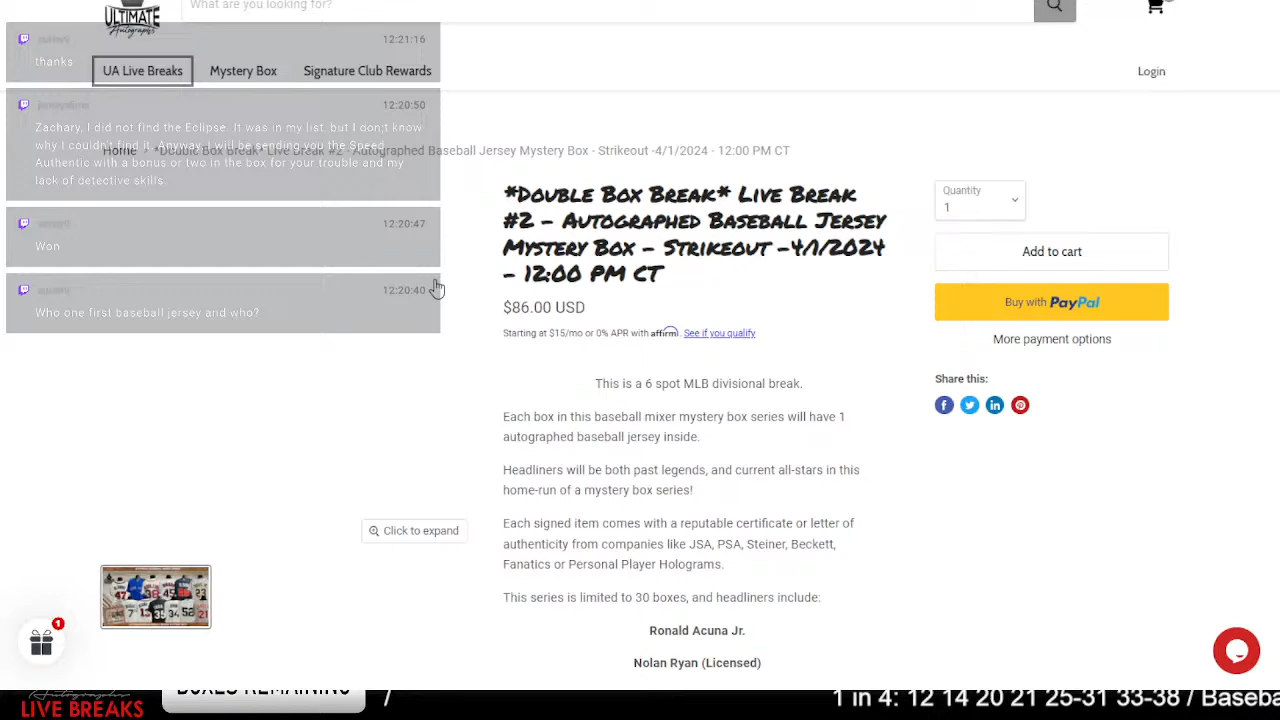 What are you looking for?
ULTIMATE
Autographs
UA Live Breaks
Mystery Box
Signature Club Rewards
Login
12:21:16
thanks
12:20:50
Zachary, I did not find the Eclipse. It was in my list, but I don;t know
why I couldn't find it. Anyway, I will be sending you the Speed
Authentic with a bonus or two in the box for your trouble and my
lack of detective skills.
12:20:47
Won
12:20:40
Who one first baseball jersey and who?
Home › *Double Box Break* Live Break #2 - Autographed Baseball Jersey Mystery Box - Strikeout -4/1/2024 - 12:00 PM CT
*Double Box Break* Live Break
#2 - Autographed Baseball Jersey
Mystery Box - Strikeout -4/1/2024
- 12:00 PM CT
$86.00 USD
Starting at $15/mo or 0% APR with affirm. See if you qualify
This is a 6 spot MLB divisional break.
Each box in this baseball mixer mystery box series will have 1
autographed baseball jersey inside.
Headliners will be both past legends, and current all-stars in this
home-run of a mystery box series!
Each signed item comes with a reputable certificate or letter of
authenticity from companies like JSA, PSA, Steiner, Beckett,
Fanatics or Personal Player Holograms.
This series is limited to 30 boxes, and headliners include:
Ronald Acuna Jr.
Nolan Ryan (Licensed)
Quantity
1
Add to cart
Buy with PayPal
More payment options
Share this:
Click to expand
1
Autographs
LIVE BREAKS
BOXES REMAINING
/
1 in 4: 12 14 20 21 25-31 33-38 / Baseba